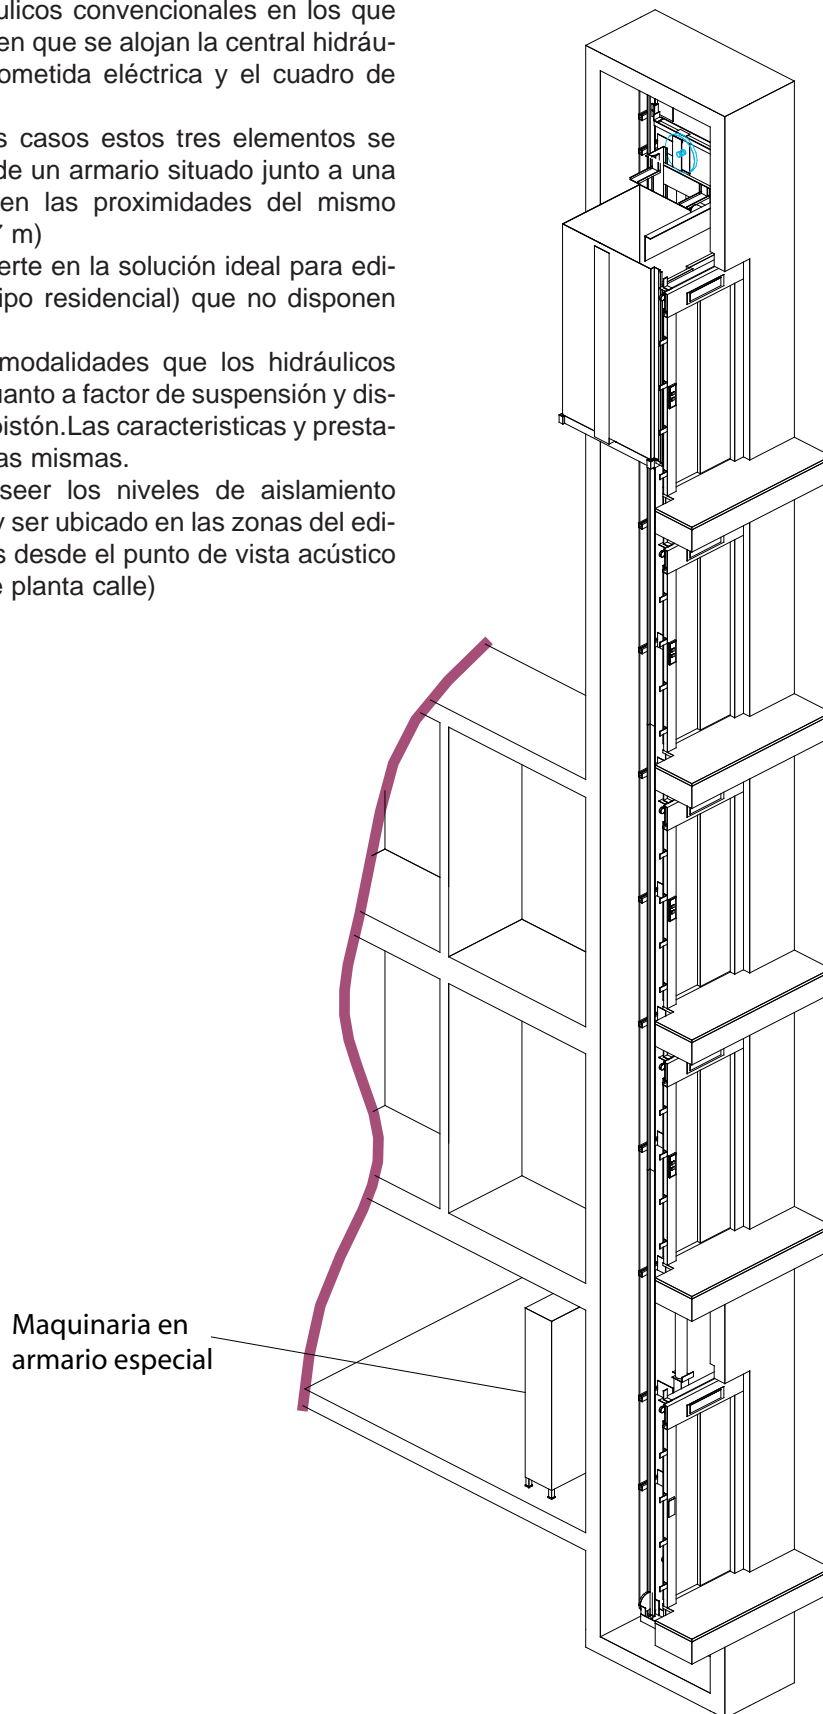 ulicos convencionales en los que
en que se alojan la central hidráu-
ometida eléctrica y el cuadro de
s casos estos tres elementos se
de un armario situado junto a una
en las proximidades del mismo
m)
erte en la solución ideal para edi-
ipo residencial) que no disponen
modalidades que los hidráulicos
uanto a factor de suspensión y dis-
pistón.Las caracteristicas y presta-
as mismas.
seer los niveles de aislamiento
y ser ubicado en las zonas del edi-
s desde el punto de vista acústico
e planta calle)
Maquinaria en
armario especial